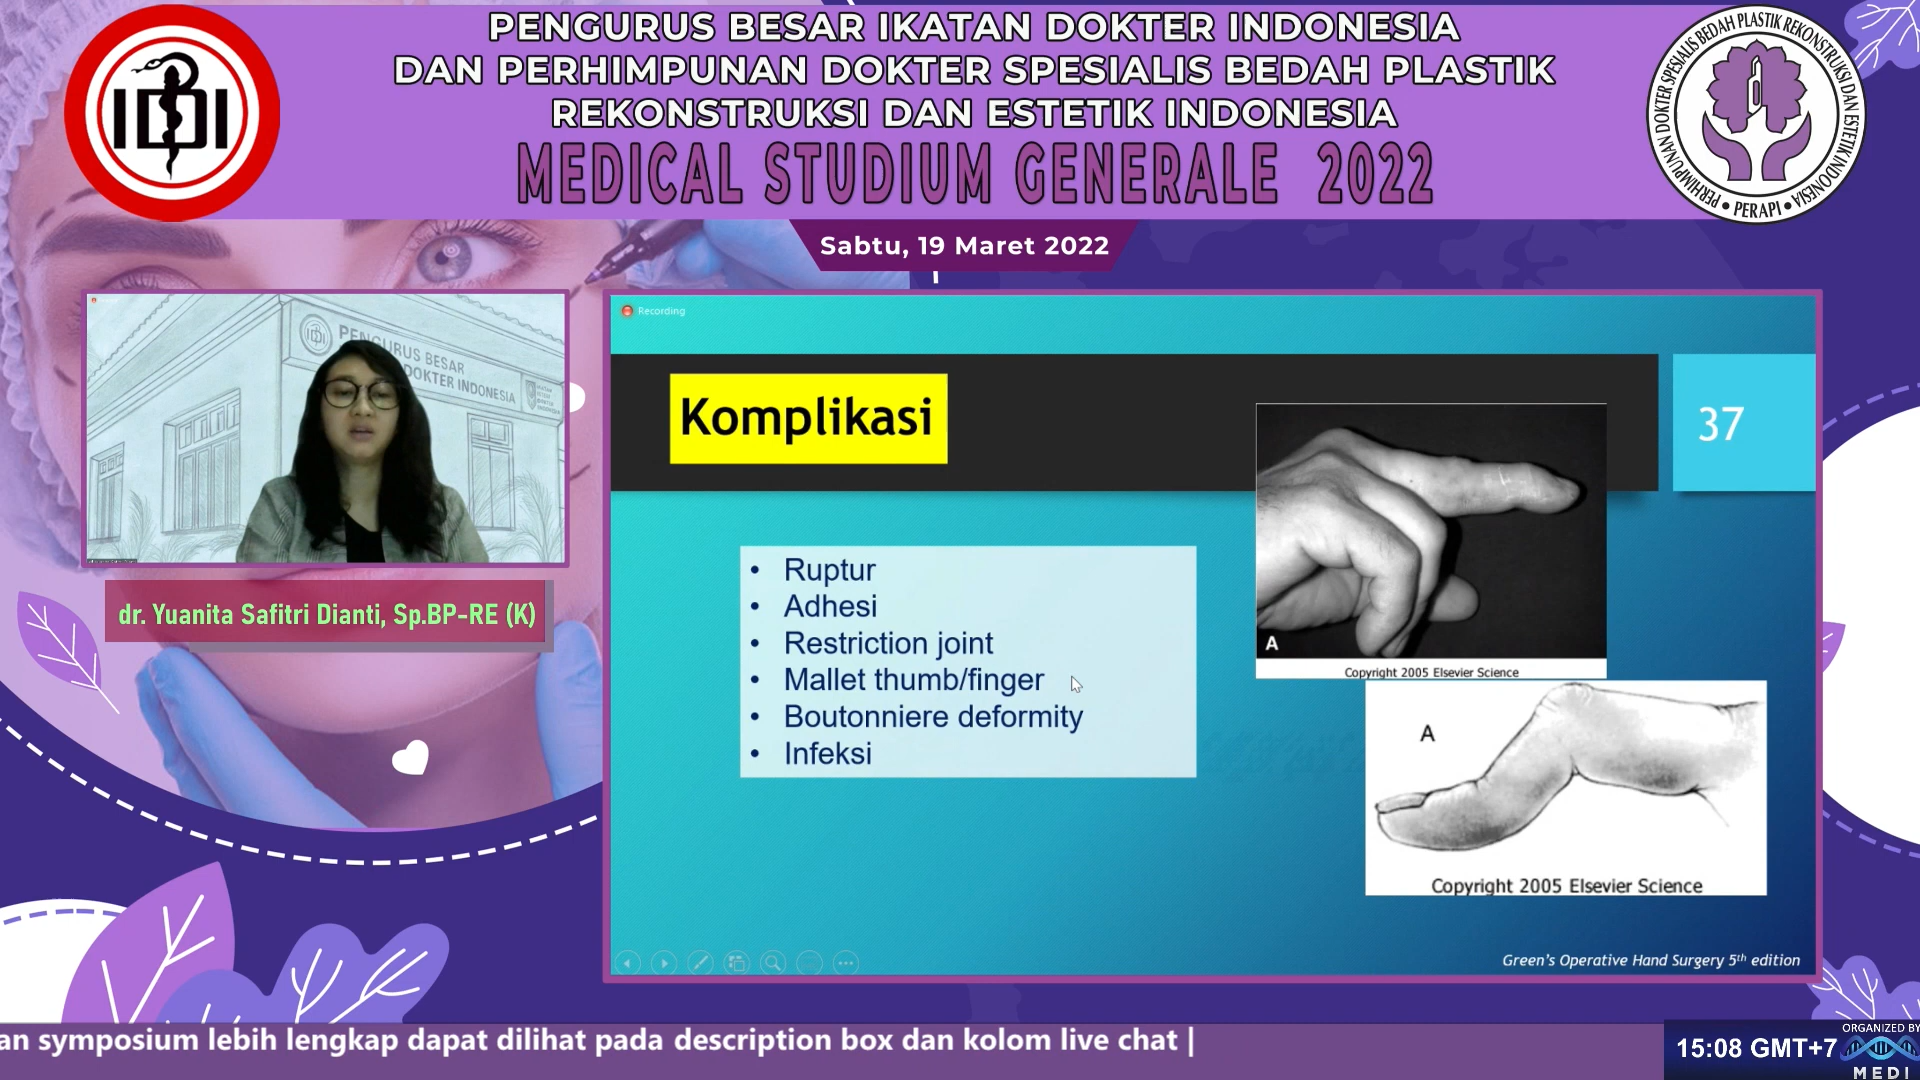 PENGURUS BESAR IKATAN DOKTER INDONESIA
DAN PERHIMPUNAN DOKTER SPESIALIS BEDAH PLASTIK
REKONSTRUKSI DAN ESTETIK INDONESIA
MEDICAL STUDIUM GENERALE 2022
Sabtu, 19 Maret 2022
IDI
PERHIMPUNAN DOKTER SPESIALIS BEDAH PLASTIK REKONSTRUKSI DAN ESTETIK INDONESIA
• PERAPI •
PENGURUS BESAR
DOKTER INDONESIA
dr. Yuanita Safitri Dianti, Sp.BP-RE (K)
Recording
Komplikasi
37
• Ruptur
• Adhesi
• Restriction joint
• Mallet thumb/finger
• Boutonniere deformity
• Infeksi
A
Copyright 2005 Elsevier Science
A
Copyright 2005 Elsevier Science
Green's Operative Hand Surgery 5th edition
an symposium lebih lengkap dapat dilihat pada description box dan kolom live chat |
15:08 GMT+7
ORGANIZED BY
MEDI